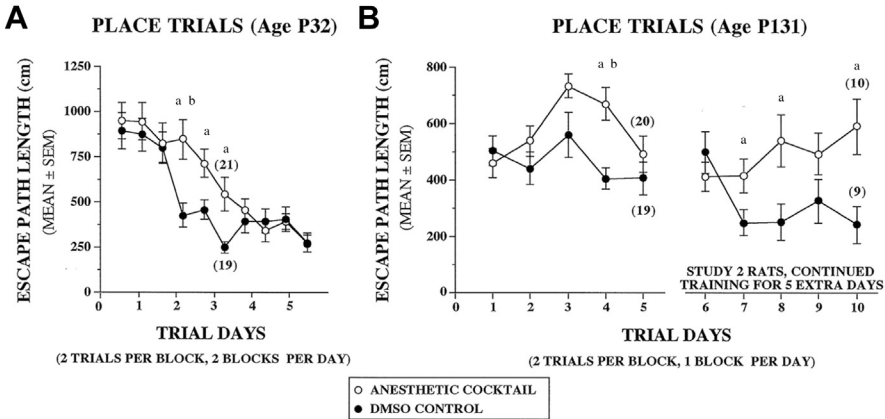 A
PLACE TRIALS (Age P32)
ESCAPE PATH LENGTH (cm)
(MEAN ± SEM)
1250
1000
750
500
250
0
a b
a
a
(21)
(19)
0 1 2 3 4 5
TRIAL DAYS
(2 TRIALS PER BLOCK, 2 BLOCKS PER DAY)
B
PLACE TRIALS (Age P131)
ESCAPE PATH LENGTH (cm)
(MEAN ± SEM)
800
600
400
200
0
a b
(20)
(19)
a
a
a
(10)
(9)
STUDY 2 RATS, CONTINUED
TRAINING FOR 5 EXTRA DAYS
0 1 2 3 4 5 6 7 8 9 10
TRIAL DAYS
(2 TRIALS PER BLOCK, 1 BLOCK PER DAY)
ANESTHETIC COCKTAIL
DMSO CONTROL